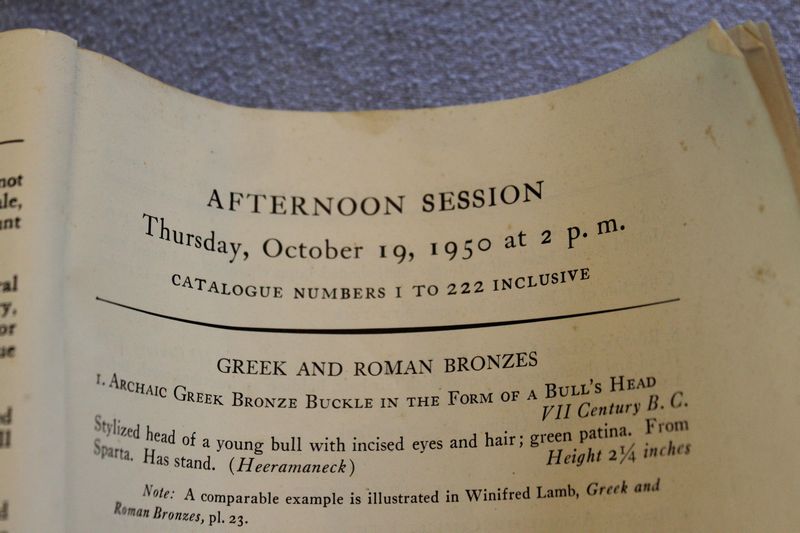 not
ale,
unt
AFTERNOON SESSION
Thursday, October 19, 1950 at 2 p. m.
CATALOGUE NUMBERS 1 TO 222 INCLUSIVE
GREEK AND ROMAN BRONZES
1. ARCHAIC GREEK BRONZE BUCKLE IN THE FORM OF A BULL'S HEAD
VII Century B. C.
Stylized head of a young bull with incised eyes and hair; green patina. From
Sparta. Has stand. (Heeramaneck) Height 2¼ inches
Note: A comparable example is illustrated in Winifred Lamb, Greek and
Roman Bronzes, pl. 23.